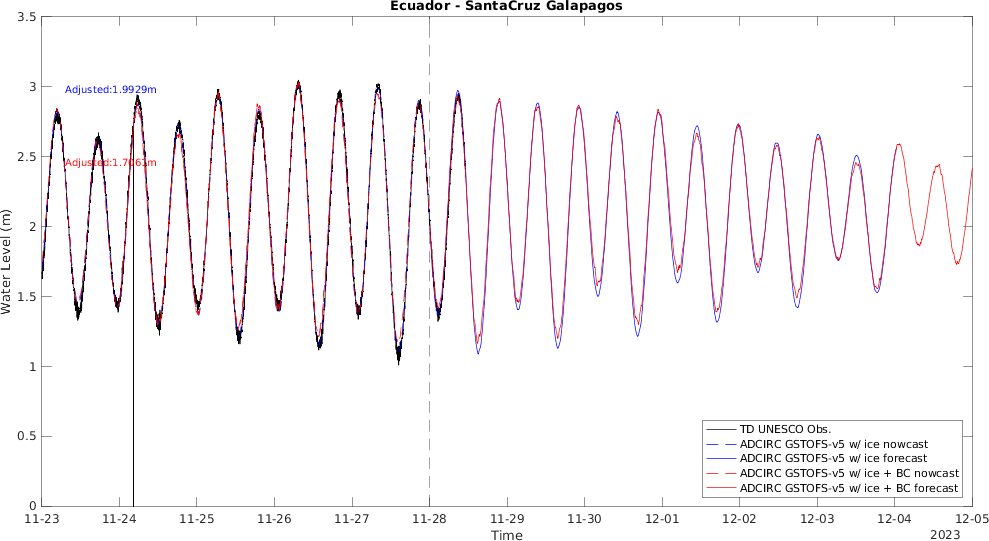 Ecuador - SantaCruz Galapagos
3.5
3
2.5
2
1.5
1
0.5
0
Water Level (m)
Adjusted:1.9929m
Adjusted:1.7061m
TD UNESCO Obs.
ADCIRC GSTOFS-v5 w/ ice nowcast
ADCIRC GSTOFS-v5 w/ ice forecast
ADCIRC GSTOFS-v5 w/ ice + BC nowcast
ADCIRC GSTOFS-v5 w/ ice + BC forecast
11-23 11-24 11-25 11-26 11-27 11-28 11-29 11-30 12-01 12-02 12-03 12-04 12-05
Time
2023